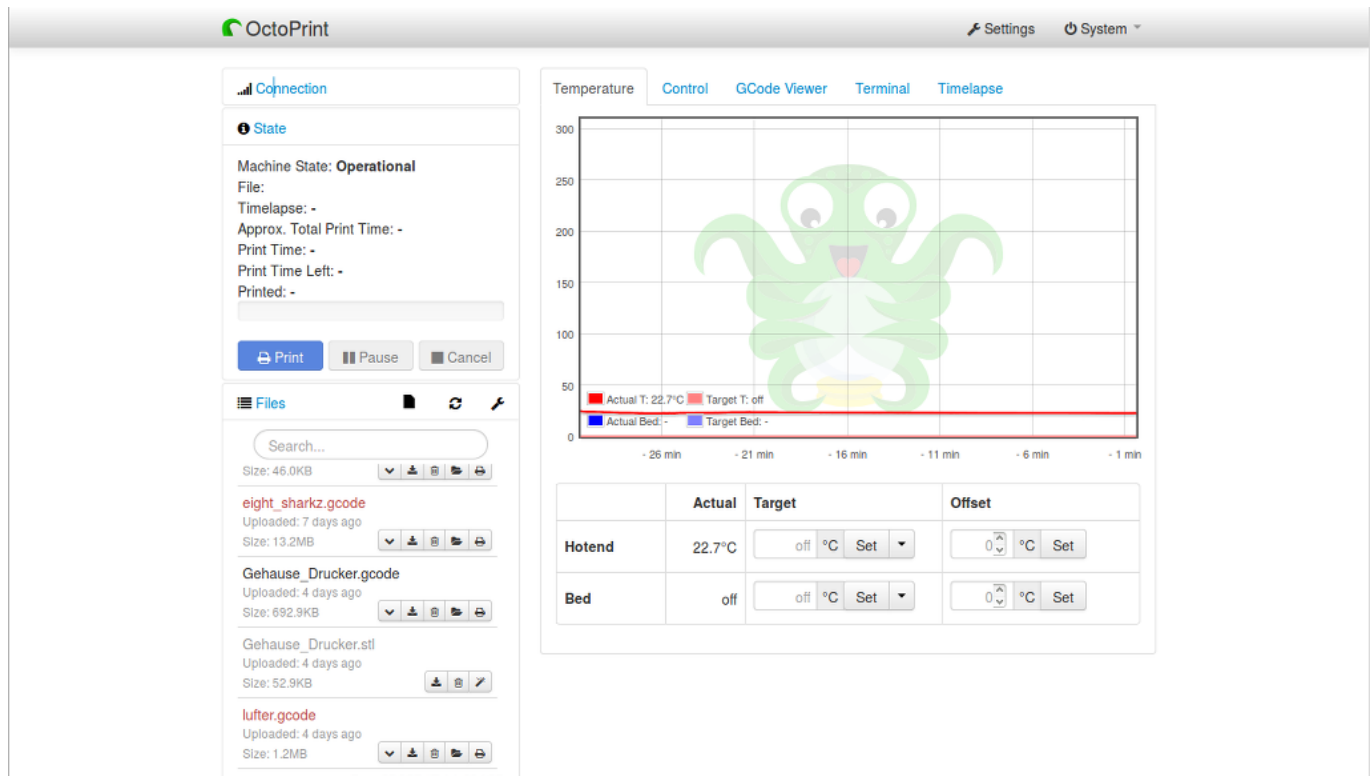 OctoPrint
Settings
System
Connection
State
Machine State: Operational
File:
Timelapse: -
Approx. Total Print Time: -
Print Time: -
Print Time Left: -
Printed: -
Print
Pause
Cancel
Files
Search...
Size: 46.0KB
eight_sharkz.gcode
Uploaded: 7 days ago
Size: 13.2MB
Gehause_Drucker.gcode
Uploaded: 4 days ago
Size: 692.9KB
Gehause_Drucker.stl
Uploaded: 4 days ago
Size: 52.9KB
lufter.gcode
Uploaded: 4 days ago
Size: 1.2MB
Temperature Control GCode Viewer Terminal Timelapse
300
250
200
150
100
50
0
Actual T: 22.7°C Target T: off
Actual Bed: - Target Bed: -
- 26 min - 21 min - 16 min - 11 min - 6 min - 1 min
Actual Target Offset
Hotend 22.7°C off °C Set 0 °C Set
Bed off off °C Set 0 °C Set